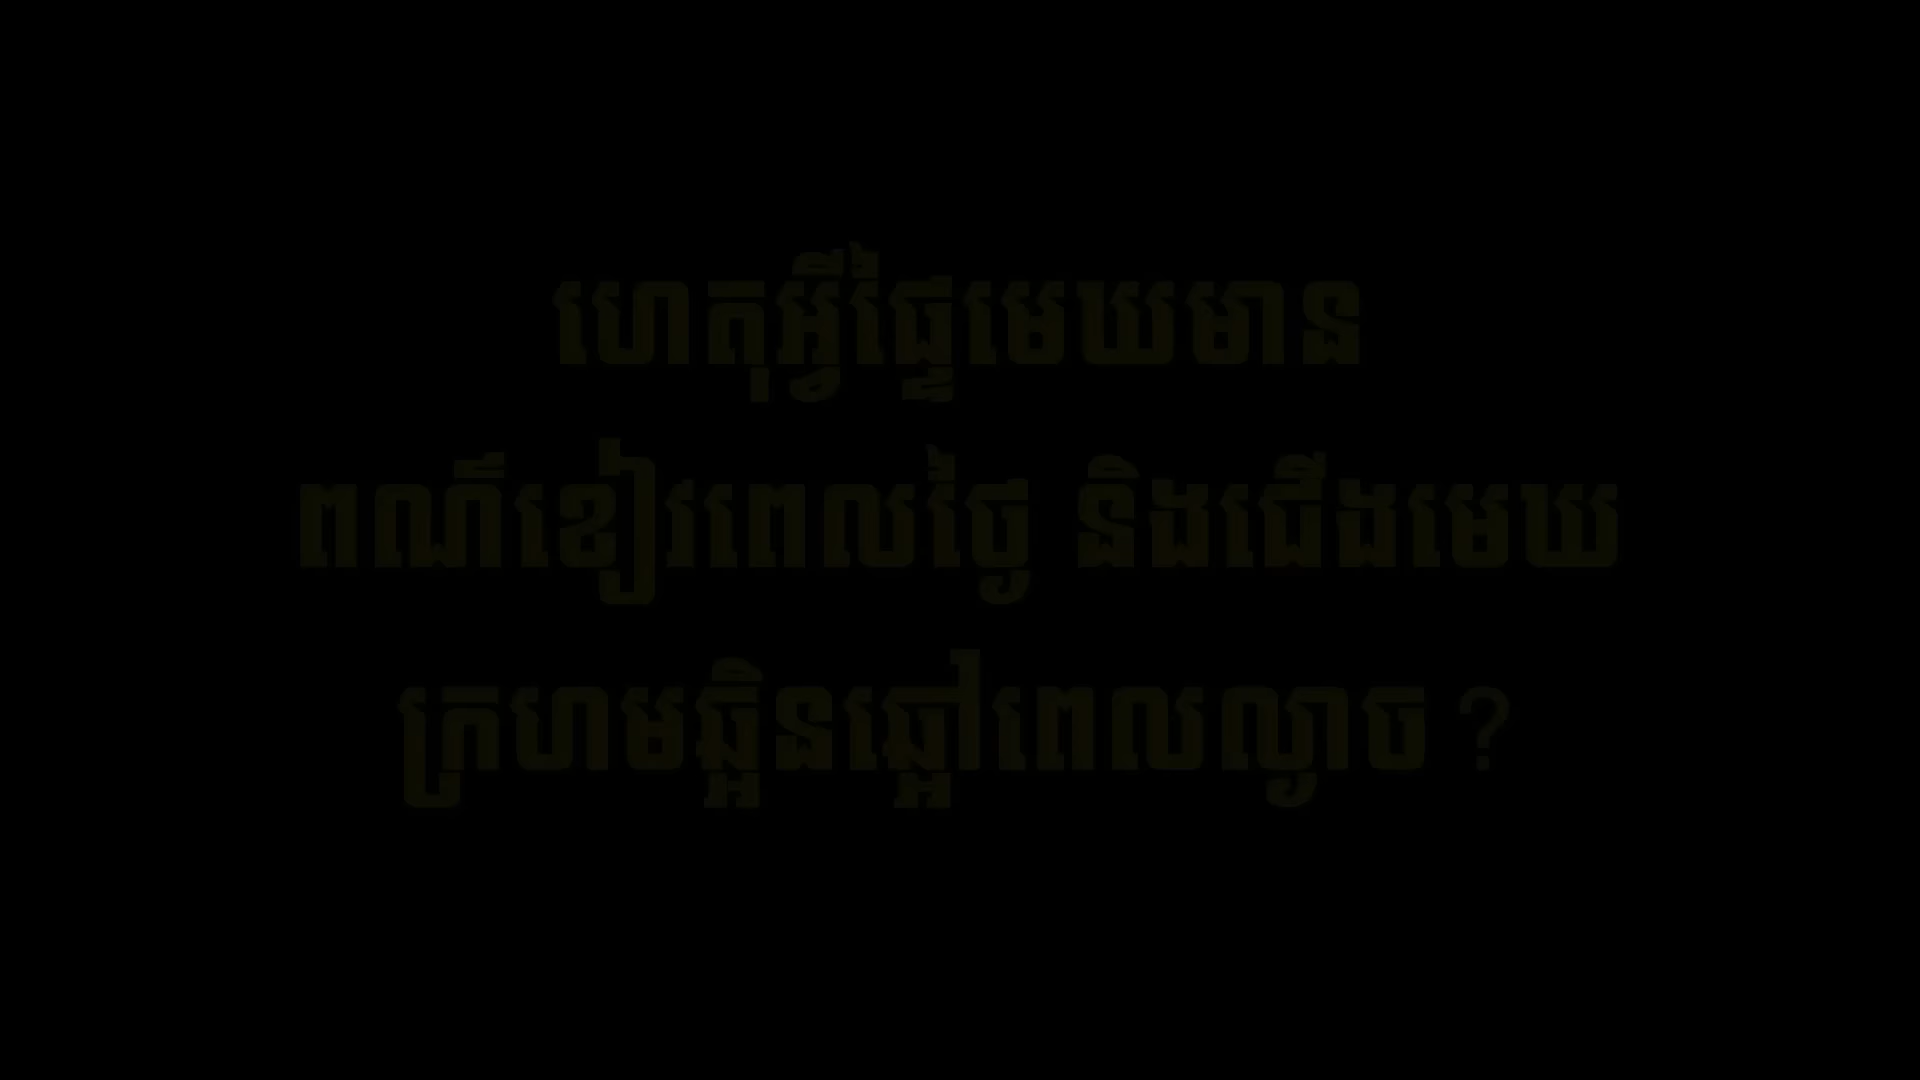 ហេតុអ្វីផ្ទៃមេឃមាន
ពណ៌ខៀវពេលថ្ងៃ និងជើងមេឃ
ក្រហមឆ្អិនឆ្អៅពេលល្ងាច ?